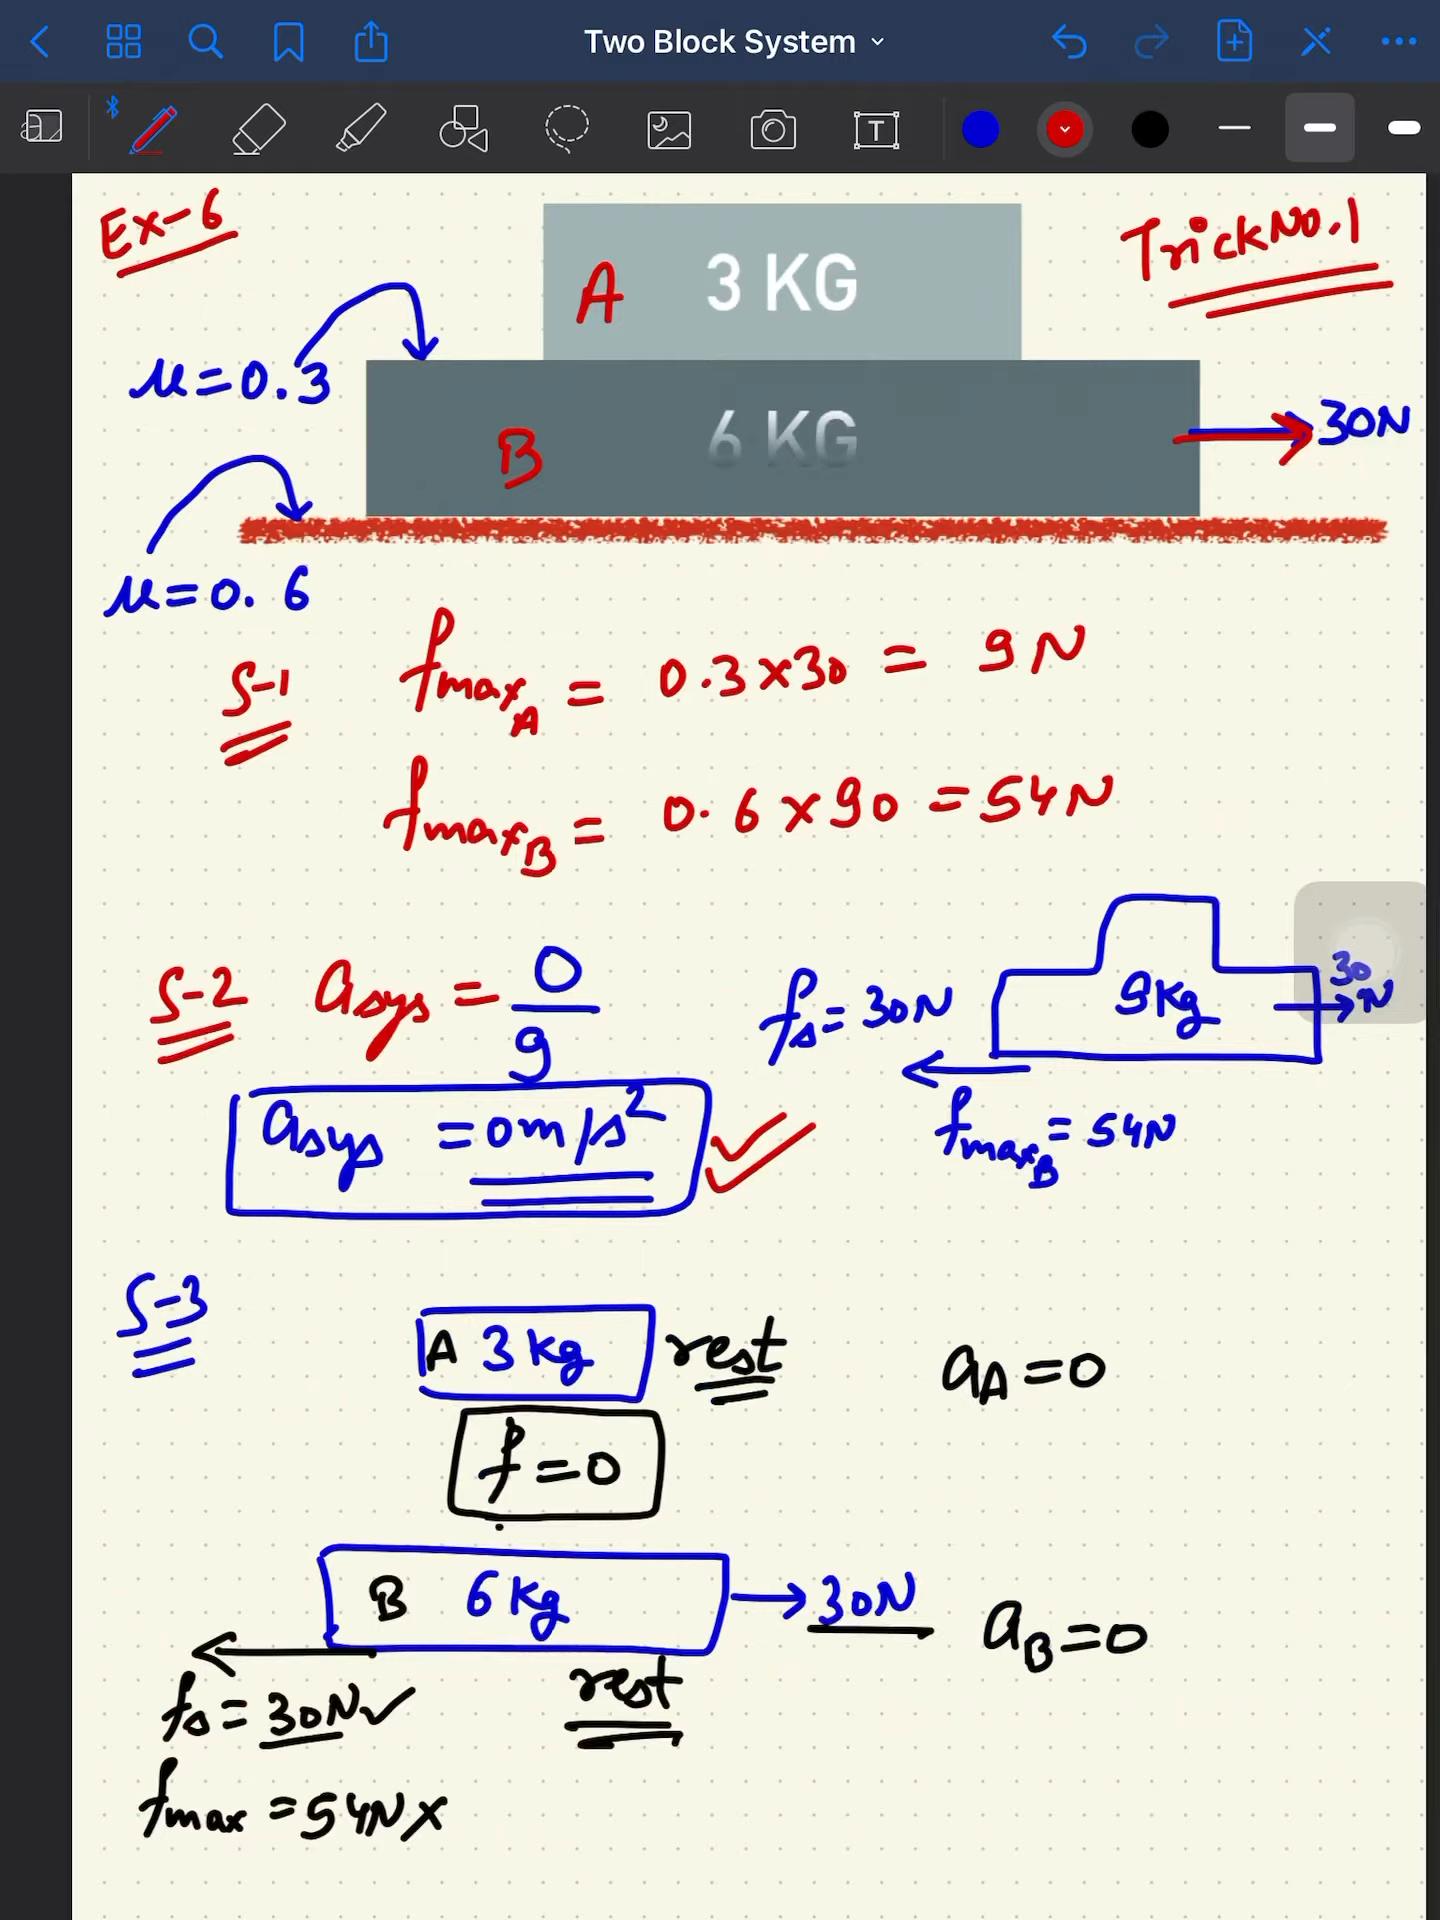 Two Block System
T
Ex-6
Trick No.1
A 3 KG
μ=0.3
B 6 KG
30N
μ=0.6
S-1
fmaxA = 0.3×30 = 9N
fmaxB = 0.6×90 = 54N
S-2
asys = 0/9
fs = 30N
9kg
30N
asys = 0m/s²
fmaxB = 54N
S-3
A 3kg rest
aA=0
f=0
B 6kg
30N
aB=0
fs = 30N✓
rest
fmax = 54N×